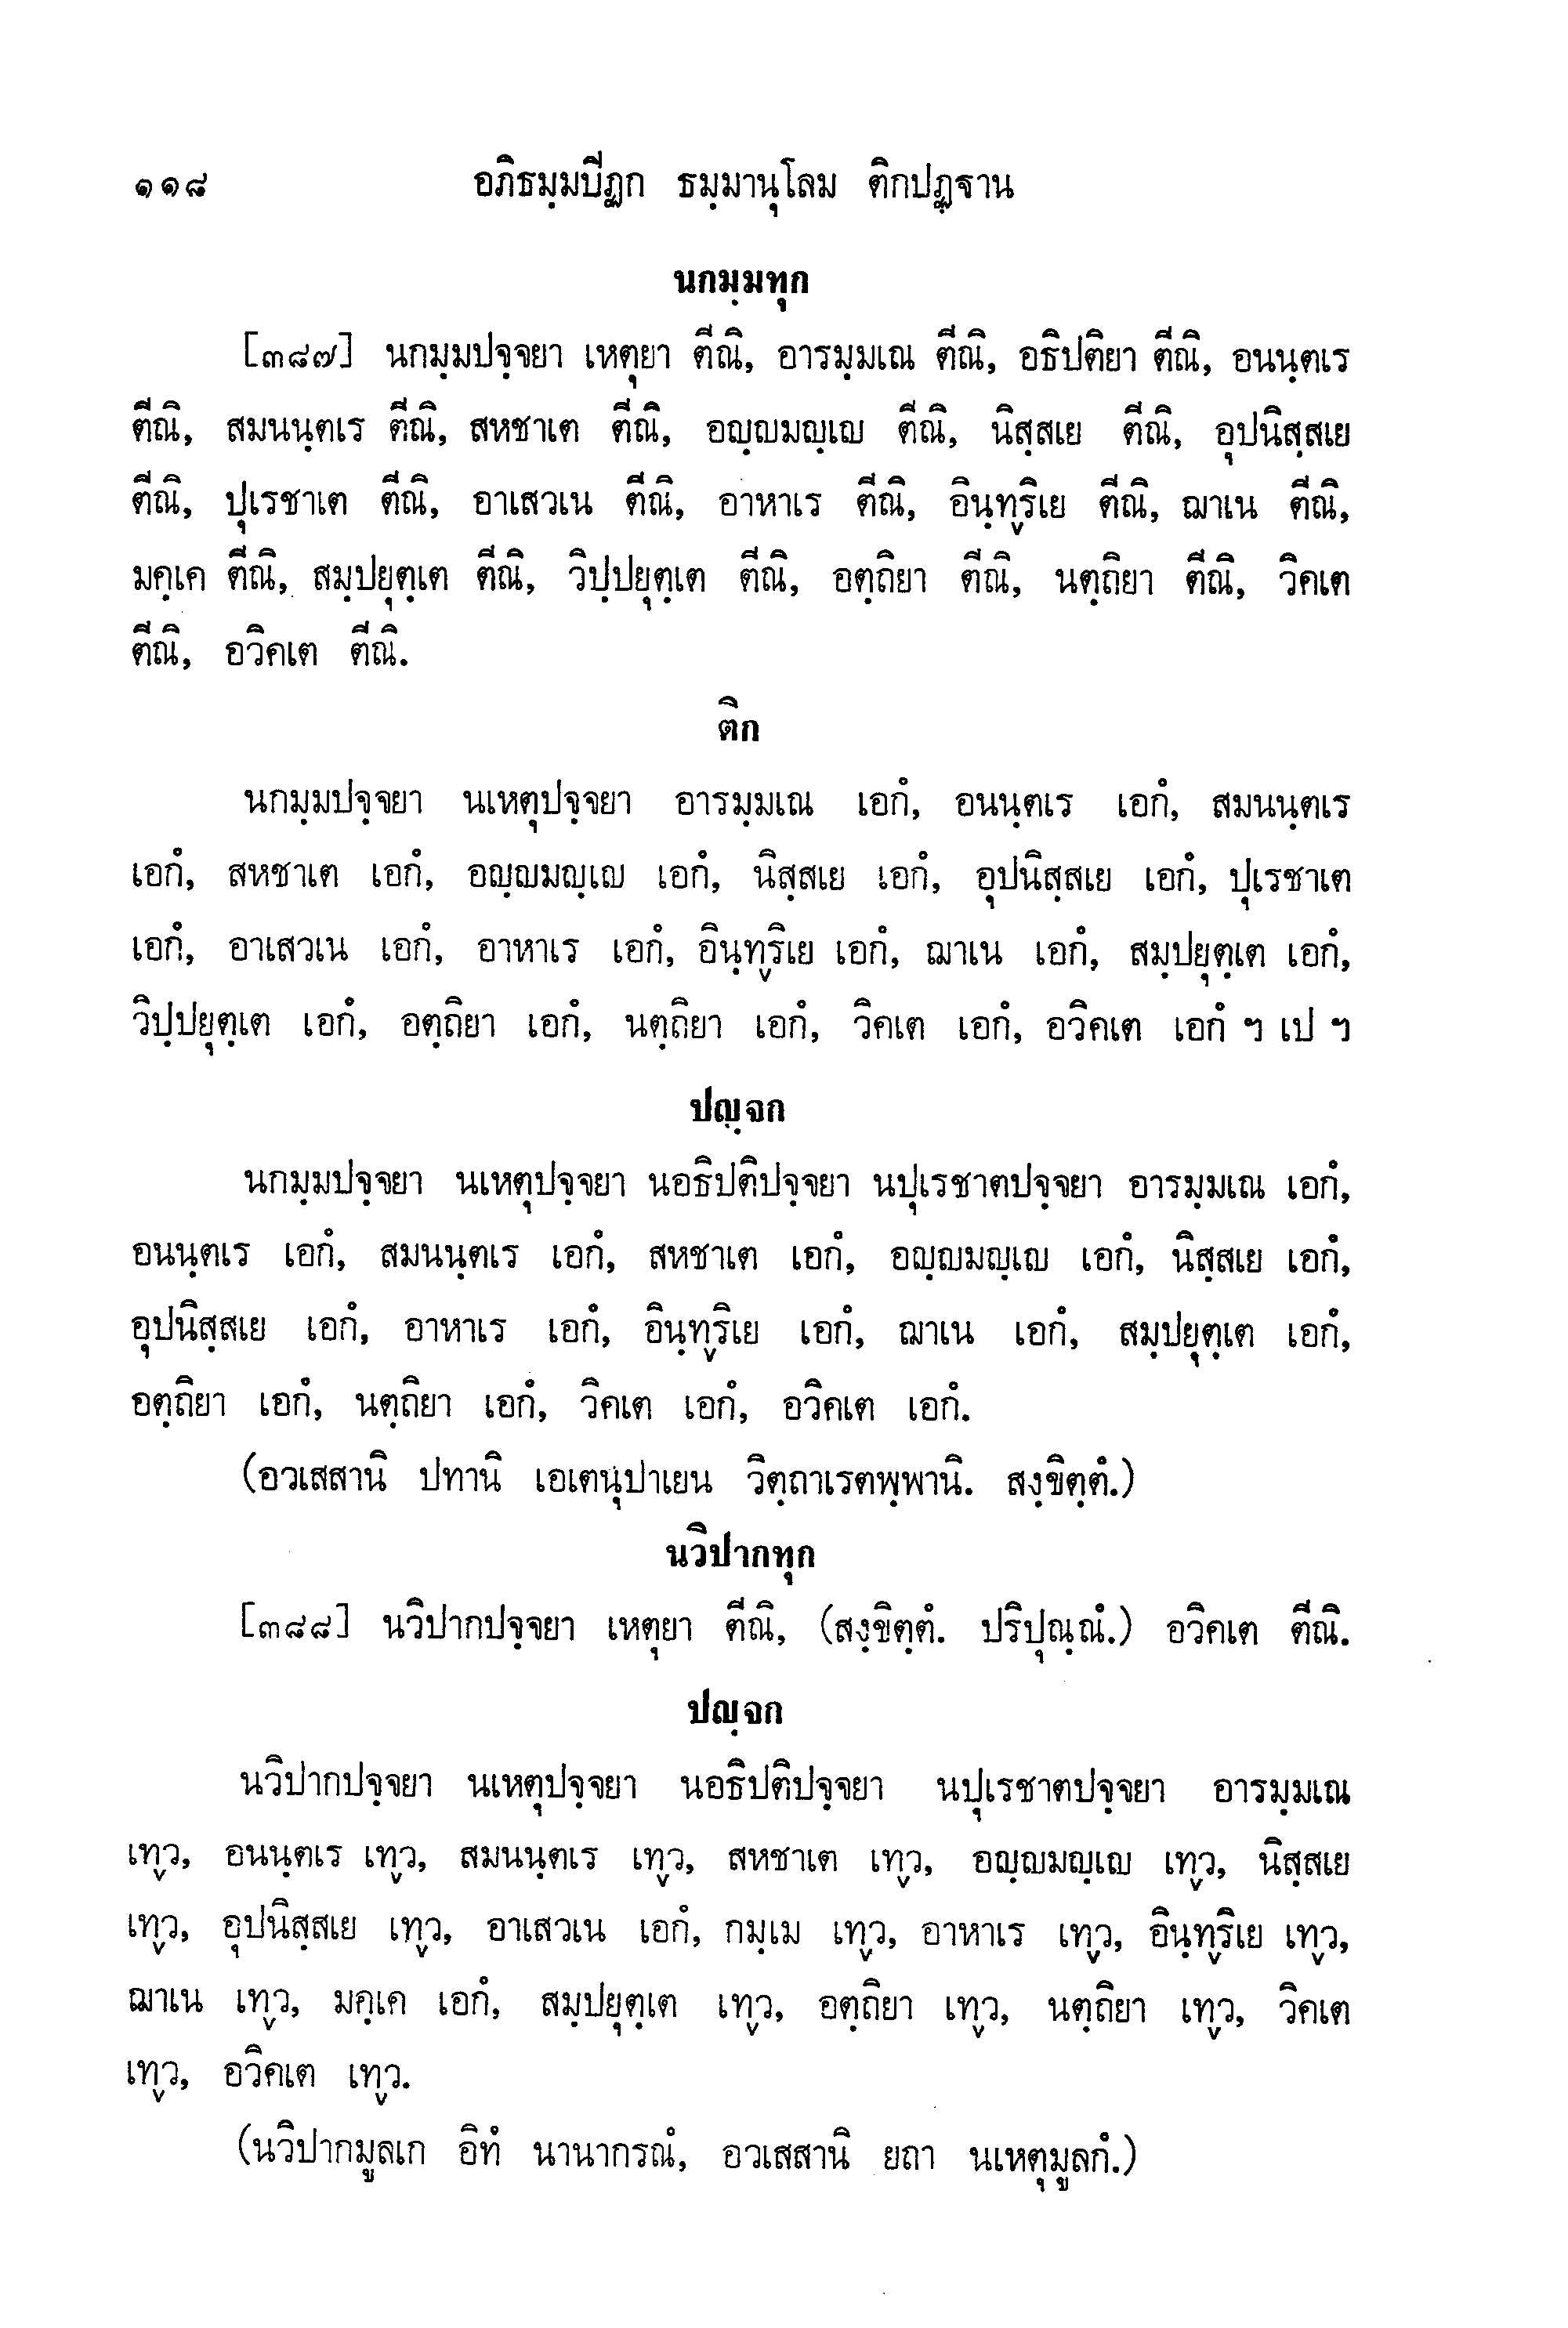 ๑๑๘ อภิธมฺมปีฏก ธมฺมานุโลม ติกปฏฺฐาน
นกมฺมทุก
[๓๘๗] นกมฺมปจฺจยา เหตุยา ตีณิ, อารมฺมเณ ตีณิ, อธิปติยา ตีณิ, อนนฺตเร
ตีณิ, สมนนฺตเร ตีณิ, สหชาเต ตีณิ, อญฺญมญฺเญ ตีณิ, นิสฺสเย ตีณิ, อุปนิสฺสเย
ตีณิ, ปุเรชาเต ตีณิ, อาเสวเน ตีณิ, อาหาเร ตีณิ, อินฺทฺริเย ตีณิ, ฌาเน ตีณิ,
มคฺเค ตีณิ, สมฺปยุตฺเต ตีณิ, วิปฺปยุตฺเต ตีณิ, อตฺถิยา ตีณิ, นตฺถิยา ตีณิ, วิคเต
ตีณิ, อวิคเต ตีณิ.
ติก
นกมฺมปจฺจยา นเหตุปจฺจยา อารมฺมเณ เอกํ, อนนฺตเร เอกํ, สมนนฺตเร
เอกํ, สหชาเต เอกํ, อญฺญมญฺเญ เอกํ, นิสฺสเย เอกํ, อุปนิสฺสเย เอกํ, ปุเรชาเต
เอกํ, อาเสวเน เอกํ, อาหาเร เอกํ, อินฺทฺริเย เอกํ, ฌาเน เอกํ, สมฺปยุตฺเต เอกํ,
วิปฺปยุตฺเต เอกํ, อตฺถิยา เอกํ, นตฺถิยา เอกํ, วิคเต เอกํ, อวิคเต เอกํ ฯ เป ฯ
ปญฺจก
นกมฺมปจฺจยา นเหตุปจฺจยา นอธิปติปจฺจยา นปุเรชาตปจฺจยา อารมฺมเณ เอกํ,
อนนฺตเร เอกํ, สมนนฺตเร เอกํ, สหชาเต เอกํ, อญฺญมญฺเญ เอกํ, นิสฺสเย เอกํ,
อุปนิสฺสเย เอกํ, อาหาเร เอกํ, อินฺทฺริเย เอกํ, ฌาเน เอกํ, สมฺปยุตฺเต เอกํ,
อตฺถิยา เอกํ, นตฺถิยา เอกํ, วิคเต เอกํ, อวิคเต เอกํ.
(อวเสสานิ ปทานิ เอเตนุปาเยน วิตฺถาเรตพฺพานิ. สงฺขิตฺตํ.)
นวิปากทุก
[๓๘๘] นวิปากปจฺจยา เหตุยา ตีณิ, (สงฺขิตฺตํ. ปริปุณฺณํ.) อวิคเต ตีณิ.
ปญฺจก
นวิปากปจฺจยา นเหตุปจฺจยา นอธิปติปจฺจยา นปุเรชาตปจฺจยา อารมฺมเณ
เทฺว, อนนฺตเร เทฺว, สมนนฺตเร เทฺว, สหชาเต เทฺว, อญฺญมญฺเญ เทฺว, นิสฺสเย
เทฺว, อุปนิสฺสเย เทฺว, อาเสวเน เอกํ, กมฺเม เทฺว, อาหาเร เทฺว, อินฺทฺริเย เทฺว,
ฌาเน เทฺว, มคฺเค เอกํ, สมฺปยุตฺเต เทฺว, อตฺถิยา เทฺว, นตฺถิยา เทฺว, วิคเต
เทฺว, อวิคเต เทฺว.
(นวิปากมูลเก อิทํ นานากรณํ, อวเสสานิ ยถา นเหตุมูลกํ.)